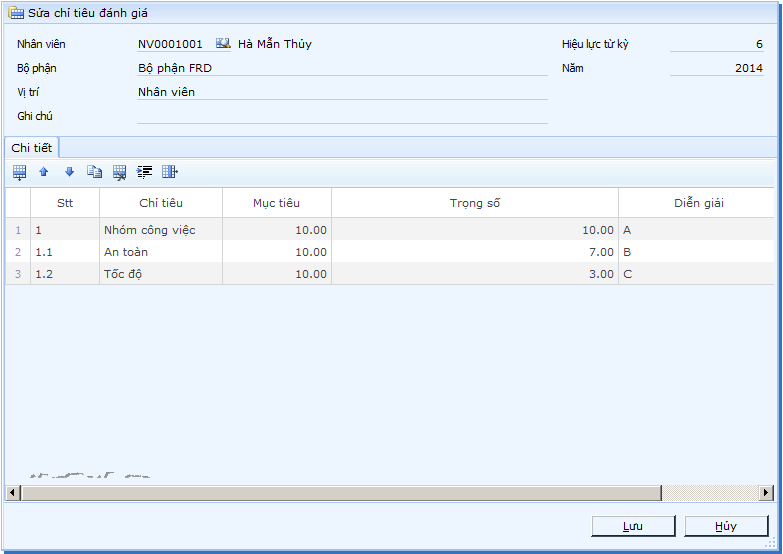 Sửa chỉ tiêu đánh giá
Nhân viên NV0001001 Hà Mẫn Thủy Hiệu lực từ kỳ 6
Bộ phận Bộ phận FRD Năm 2014
Vị trí Nhân viên
Ghi chú
Chi tiết
Stt Chỉ tiêu Mục tiêu Trọng số Diễn giải
1 1 Nhóm công việc 10.00 10.00 A
2 1.1 An toàn 10.00 7.00 B
3 1.2 Tốc độ 10.00 3.00 C
Lưu Hủy